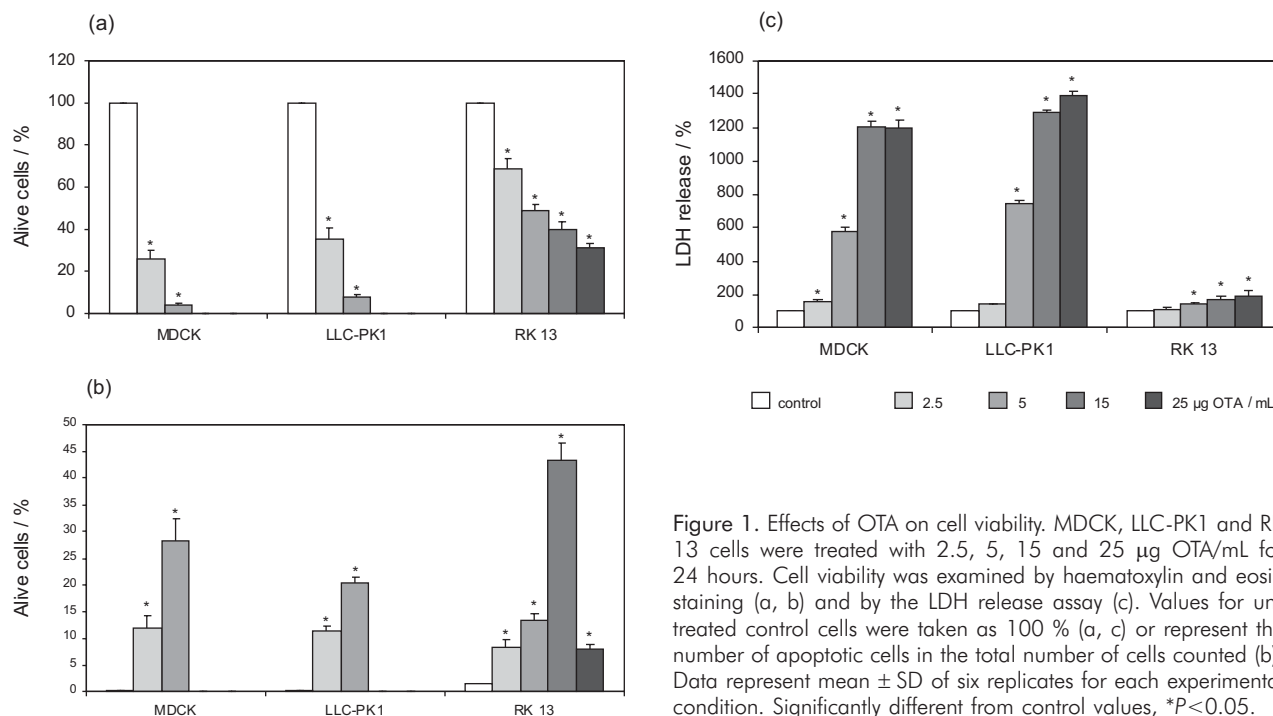 (a)
120
100
80
60
40
20
0
Alive cells / %
* * * * * * * *
MDCK LLC-PK1 RK 13
(b)
50
45
40
35
30
25
20
15
10
5
0
Alive cells / %
* * * * * * * *
MDCK LLC-PK1 RK 13
(c)
1600
1400
1200
1000
800
600
400
200
0
LDH release / %
* * * * * * * * * *
MDCK LLC-PK1 RK 13
control 2.5 5 15 25 µg OTA / mL
Figure 1. Effects of OTA on cell viability. MDCK, LLC-PK1 and R
13 cells were treated with 2.5, 5, 15 and 25 µg OTA/mL fo
24 hours. Cell viability was examined by haematoxylin and eosi
staining (a, b) and by the LDH release assay (c). Values for un
treated control cells were taken as 100 % (a, c) or represent th
number of apoptotic cells in the total number of cells counted (b)
Data represent mean ± SD of six replicates for each experimenta
condition. Significantly different from control values, *P<0.05.